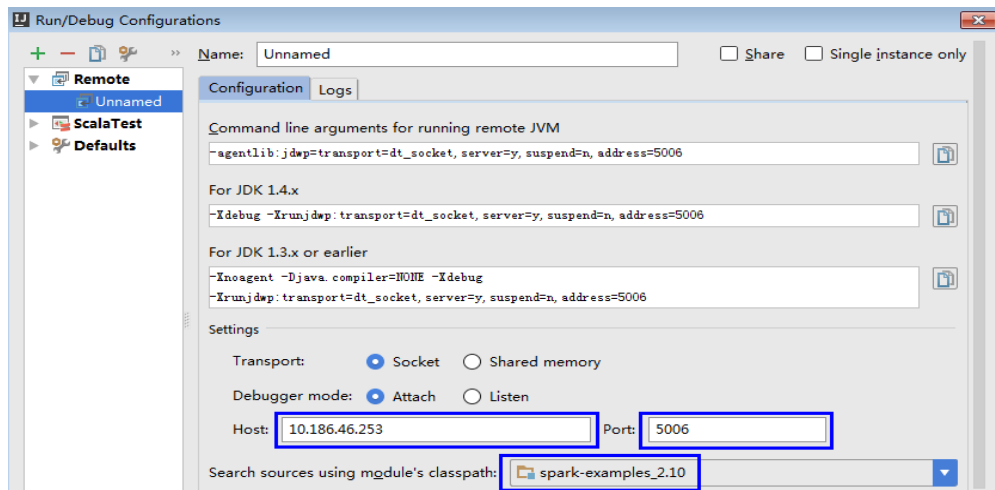 Run/Debug Configurations
Name: Unnamed
Share
Single instance only
Remote
Unnamed
ScalaTest
Defaults
Configuration
Logs
Command line arguments for running remote JVM
-agentlib:jdwp=transport=dt_socket, server=y, suspend=n, address=5006
For JDK 1.4.x
-Xdebug -Xrunjdwp:transport=dt_socket, server=y, suspend=n, address=5006
For JDK 1.3.x or earlier
-Xnoagent -Djava.compiler=NONE -Xdebug
-Xrunjdwp:transport=dt_socket, server=y, suspend=n, address=5006
Settings
Transport: Socket Shared memory
Debugger mode: Attach Listen
Host: 10.186.46.253 Port: 5006
Search sources using module's classpath: spark-examples_2.10